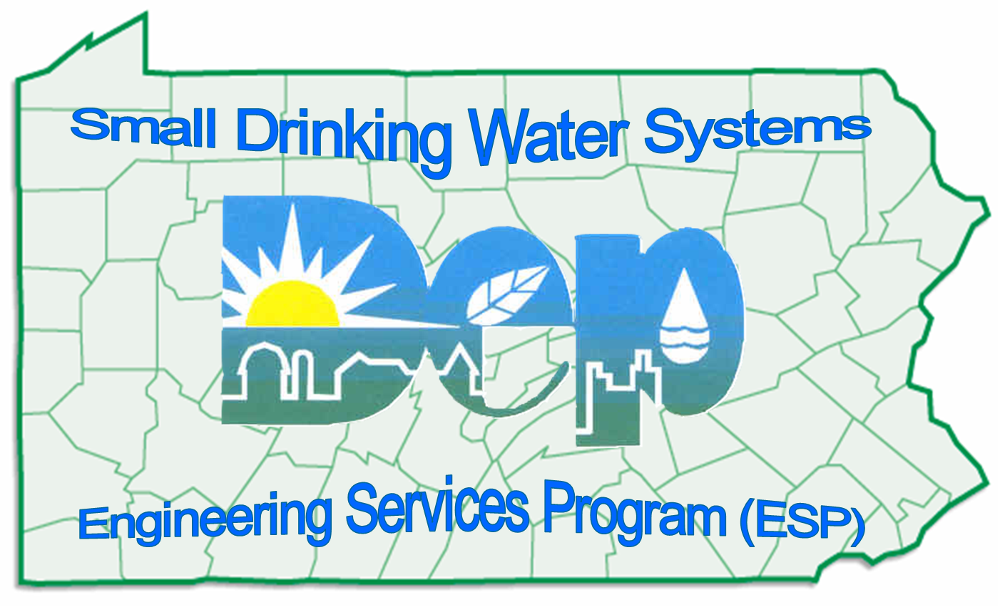 Small Drinking Water Systems
Dep
Engineering Services Program (ESP)